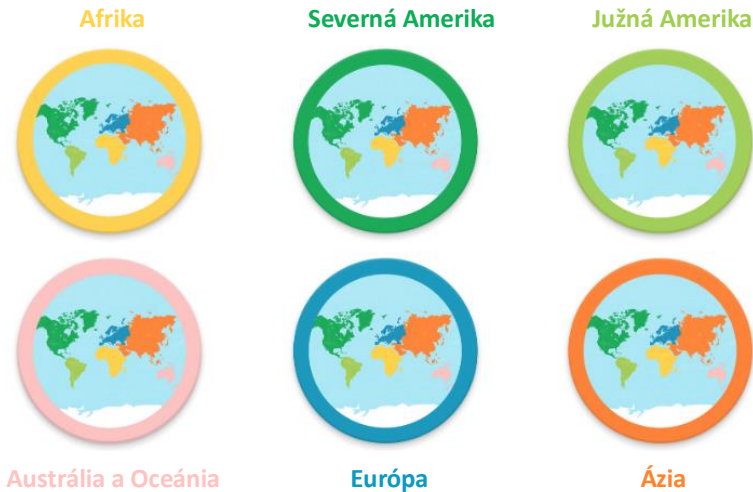 Afrika
Severná Amerika
Južná Amerika
Austrália a Oceánia
Európa
Ázia